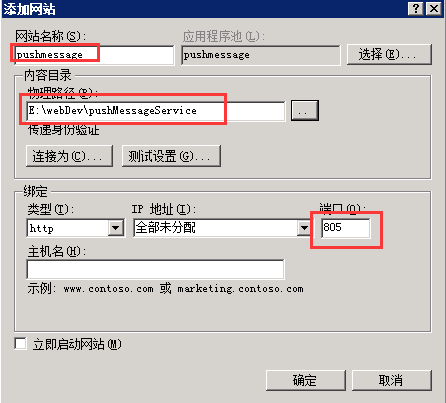 添加网站
网站名称(S):
应用程序池(L):
pushmessage
pushmessage
选择(E)...
内容目录
物理路径(P):
E:\webDev\pushMessageService
..
传递身份验证
连接为(C)...
测试设置(G)...
绑定
类型(T):
IP 地址(I):
端口(O):
http
全部未分配
805
主机名(H):
示例: www.contoso.com 或 marketing.contoso.com
立即启动网站(M)
确定
取消